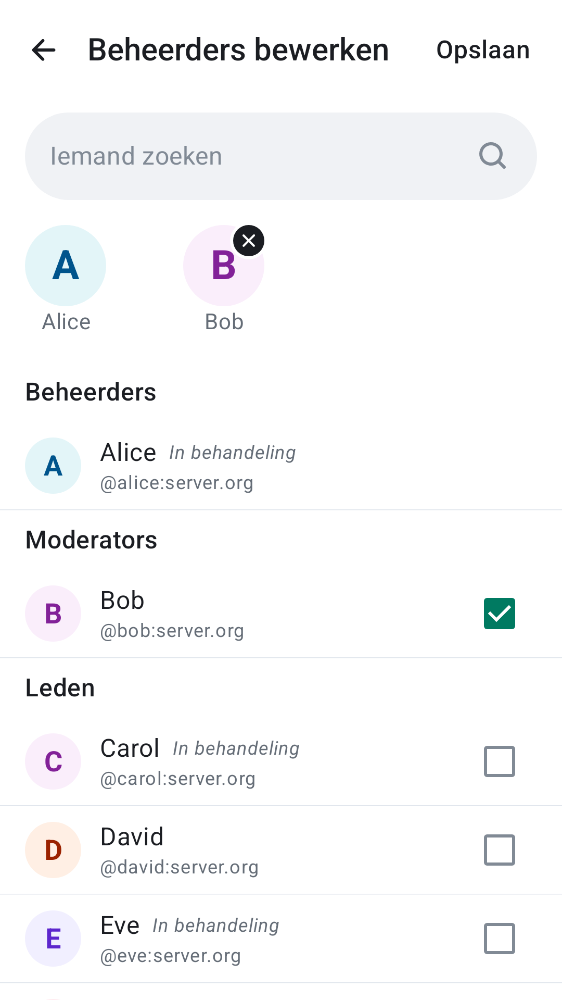 Beheerders bewerken Opslaan
Iemand zoeken
A B
Alice Bob
Beheerders
A Alice In behandeling
@alice:server.org
Moderators
B Bob
@bob:server.org
Leden
C Carol In behandeling
@carol:server.org
D David
@david:server.org
E Eve In behandeling
@eve:server.org